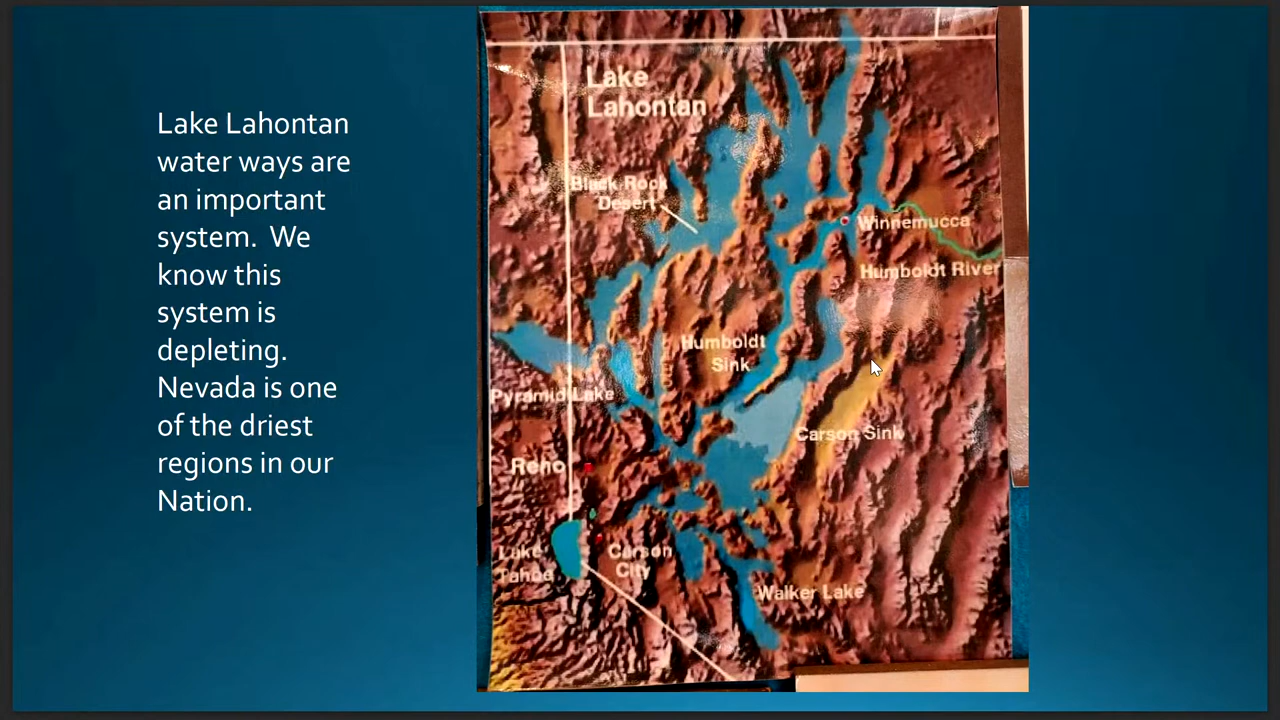 Lake Lahontan
water ways are
an important
system.  We
know this
system is
depleting.
Nevada is one
of the driest
regions in our
Nation.
Lake
Lahontan
Black Rock
Desert
Winnemucca
Humboldt River
Humboldt
Sink
Pyramid Lake
Carson Sink
Reno
Lake
Tahoe
Carson
City
Walker Lake